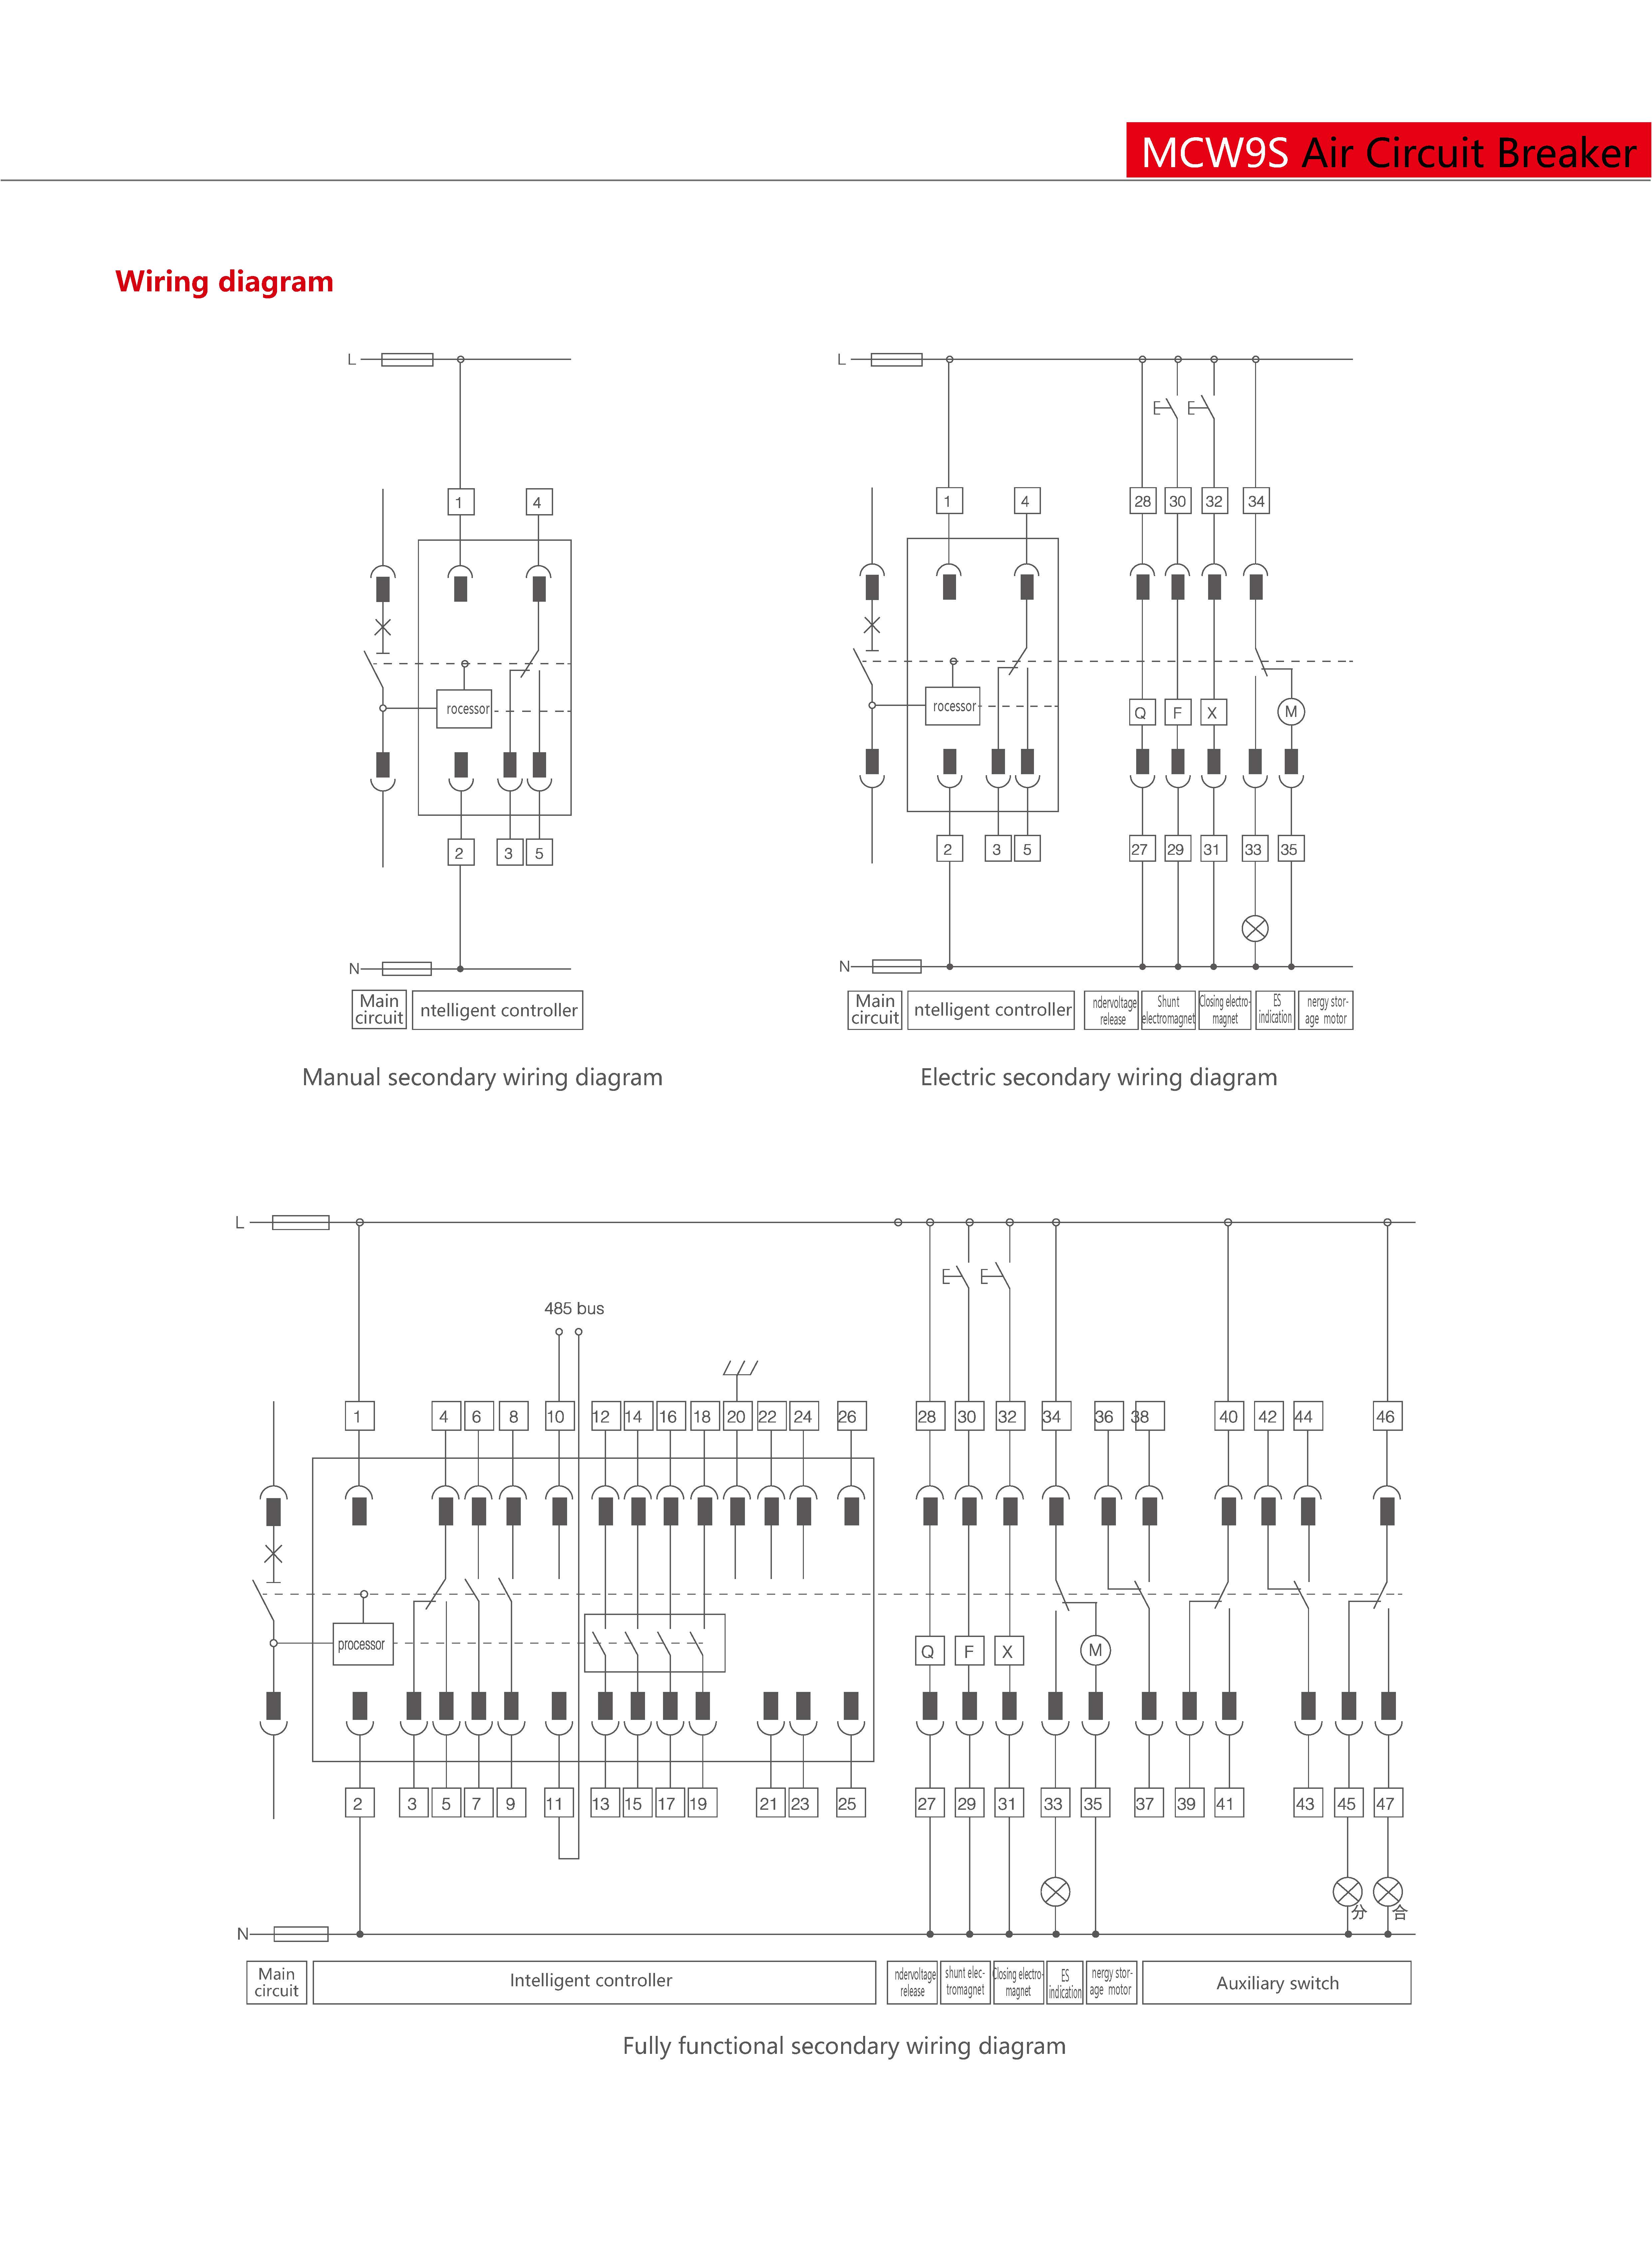 MCW9S Air Circuit Breaker
Wiring diagram
L
L
1
4
1
4
28
30
32
34
rocessor
rocessor
Q
F
X
M
2
3
5
2
3
5
27
29
31
33
35
N
N
Main
circuit
ntelligent controller
Main
circuit
ntelligent controller
ndervoltage
release
Shunt
electromagnet
Closing electro-
magnet
ES
indication
nergy stor-
age motor
Manual secondary wiring diagram
Electric secondary wiring diagram
L
485 bus
1
4
6
8
10
12
14
16
18
20
22
24
26
28
30
32
34
36
38
40
42
44
46
processor
Q
F
X
M
2
3
5
7
9
11
13
15
17
19
21
23
25
27
29
31
33
35
37
39
41
43
45
47
分
合
N
Main
circuit
Intelligent controller
ndervoltage
release
shunt elec-
tromagnet
Closing electro-
magnet
ES
indication
nergy stor-
age motor
Auxiliary switch
Fully functional secondary wiring diagram